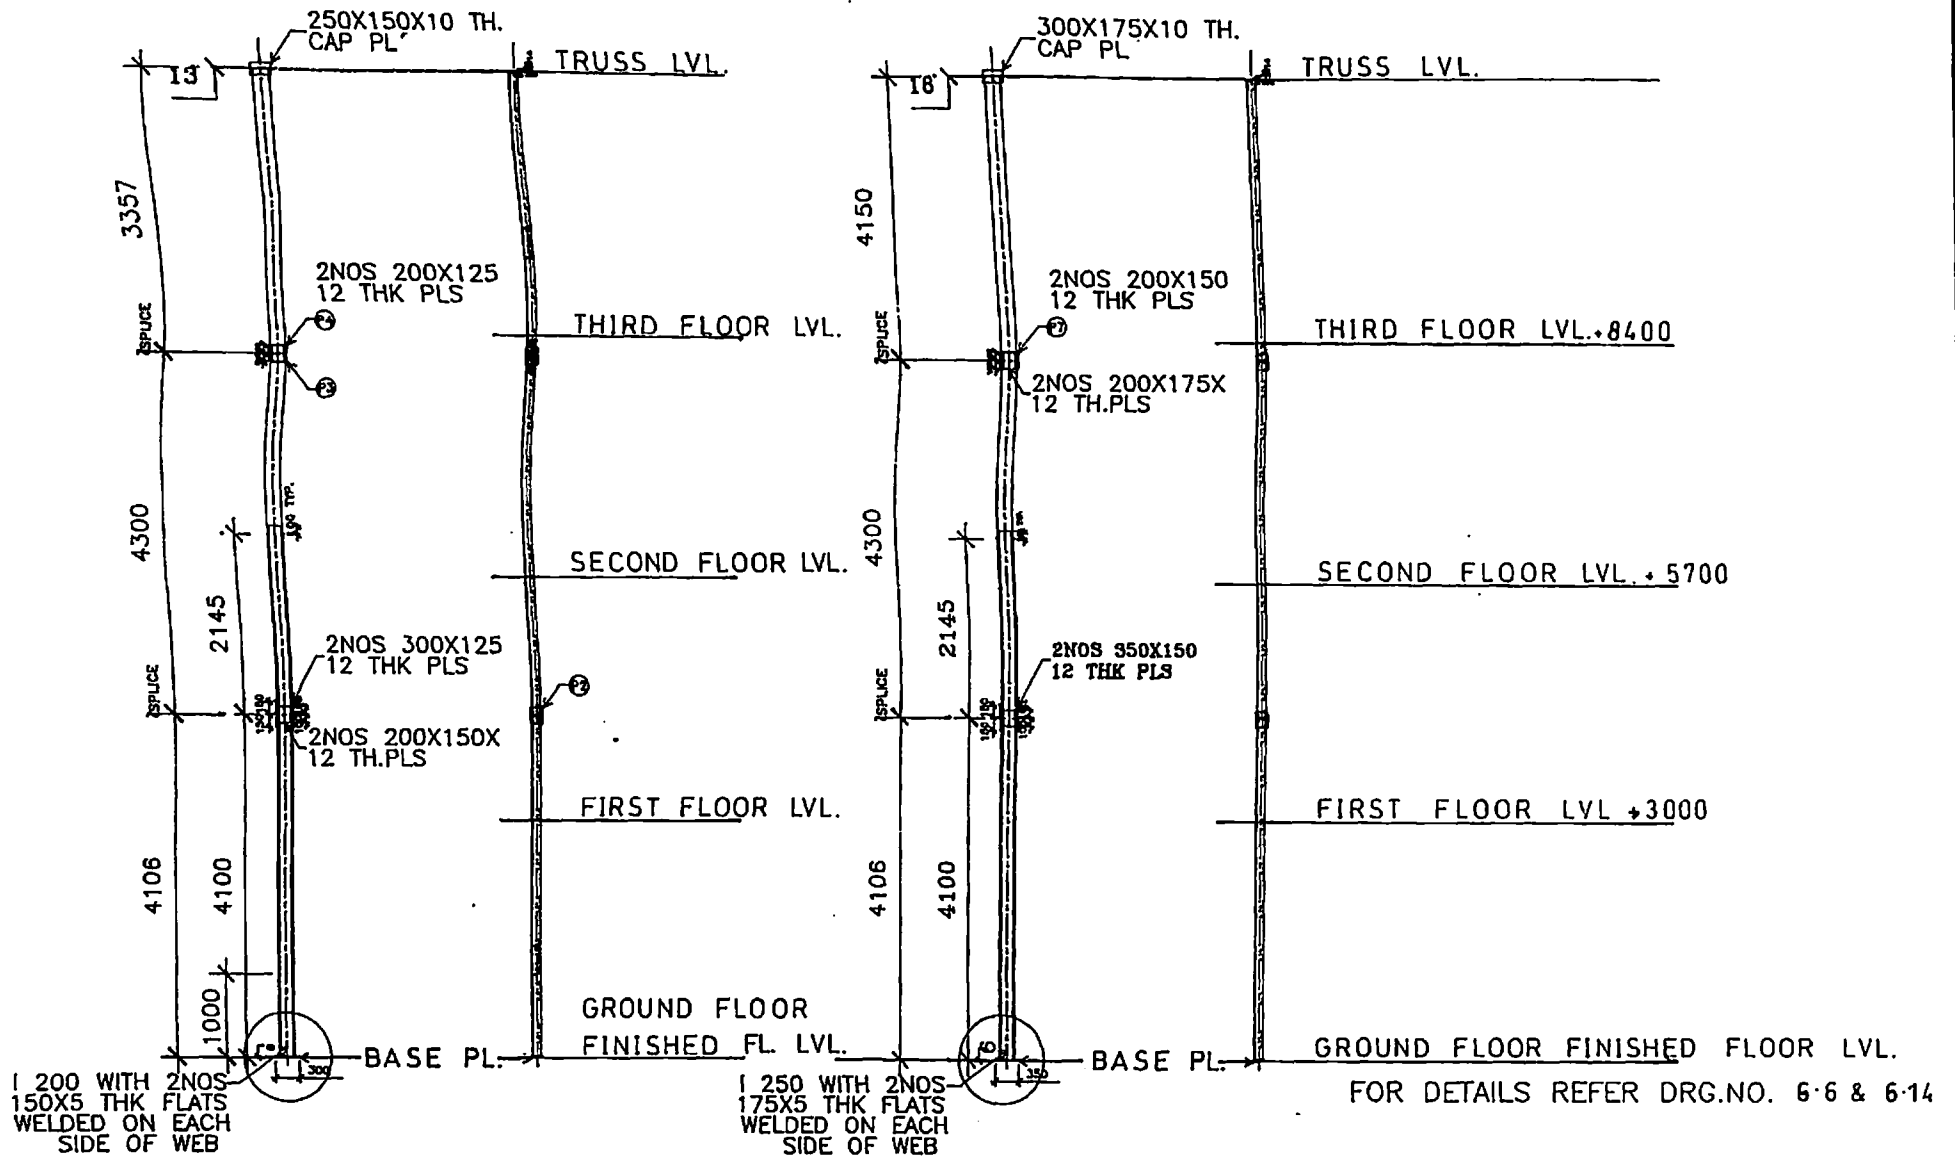 250X150X10 TH.
CAP PL
TRUSS LVL.
13
3357
2NOS 200X125
12 THK PLS
P4
SPLICE
THIRD FLOOR LVL.
P3
100 TYP.
4300
SECOND FLOOR LVL.
2145
2NOS 300X125
12 THK PLS
SPLICE
P2
2NOS 200X150X
12 TH.PLS
FIRST FLOOR LVL.
4106
4100
1000
GROUND FLOOR
FINISHED FL. LVL.
BASE PL.
300
I 200 WITH 2NOS
150X5 THK FLATS
WELDED ON EACH
SIDE OF WEB
300X175X10 TH.
CAP PL
TRUSS LVL.
16
4150
2NOS 200X150
12 THK PLS
P7
SPLICE
THIRD FLOOR LVL.+8400
2NOS 200X175X
12 TH.PLS
4300
SECOND FLOOR LVL.+5700
2145
2NOS 350X150
12 THK PLS
SPLICE
FIRST FLOOR LVL +3000
4106
4100
BASE PL.
GROUND FLOOR FINISHED FLOOR LVL.
350
I 250 WITH 2NOS
175X5 THK FLATS
WELDED ON EACH
SIDE OF WEB
FOR DETAILS REFER DRG.NO. 6·6 & 6·14